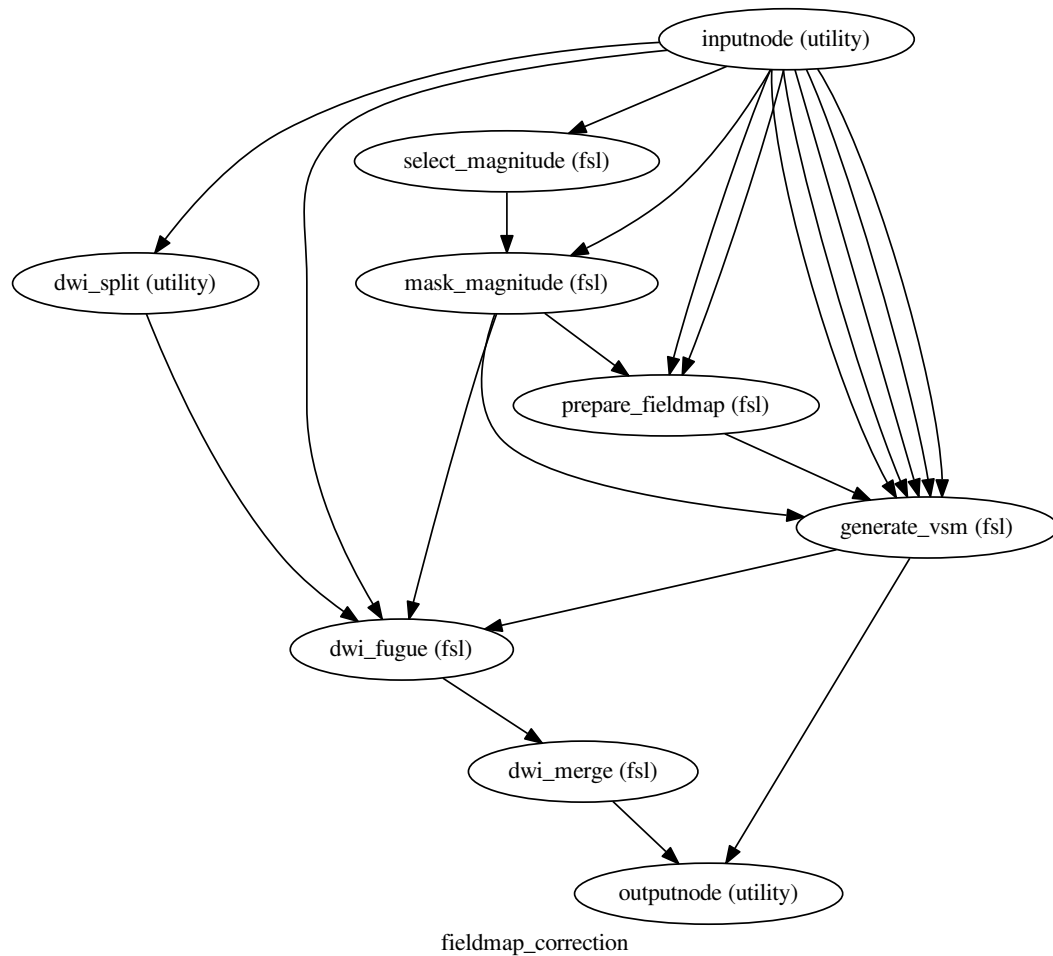 inputnode (utility)
select_magnitude (fsl)
dwi_split (utility)
mask_magnitude (fsl)
prepare_fieldmap (fsl)
generate_vsm (fsl)
dwi_fugue (fsl)
dwi_merge (fsl)
outputnode (utility)
fieldmap_correction